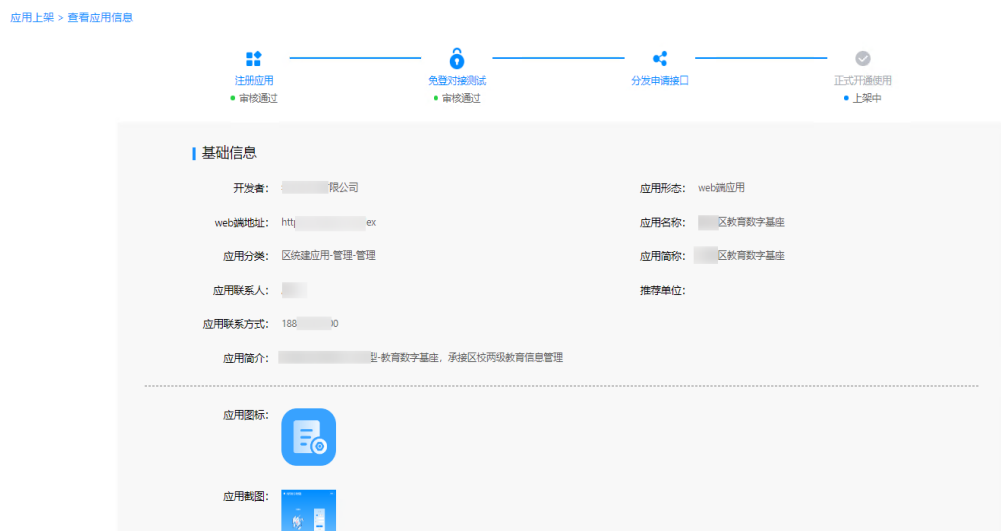 应用上架 > 查看应用信息
注册应用 免登对接测试 分发申请接口 正式开通使用
审核通过 审核通过 上架中
基础信息
开发者： 限公司 应用形态： web端应用
web端地址： http ex 应用名称： 区教育数字基座
应用分类： 区统建应用-管理-管理 应用简称： 区教育数字基座
应用联系人： 推荐单位：
应用联系方式： 188 00
应用简介： 型-教育数字基座，承接区校两级教育信息管理
应用图标：
应用截图：